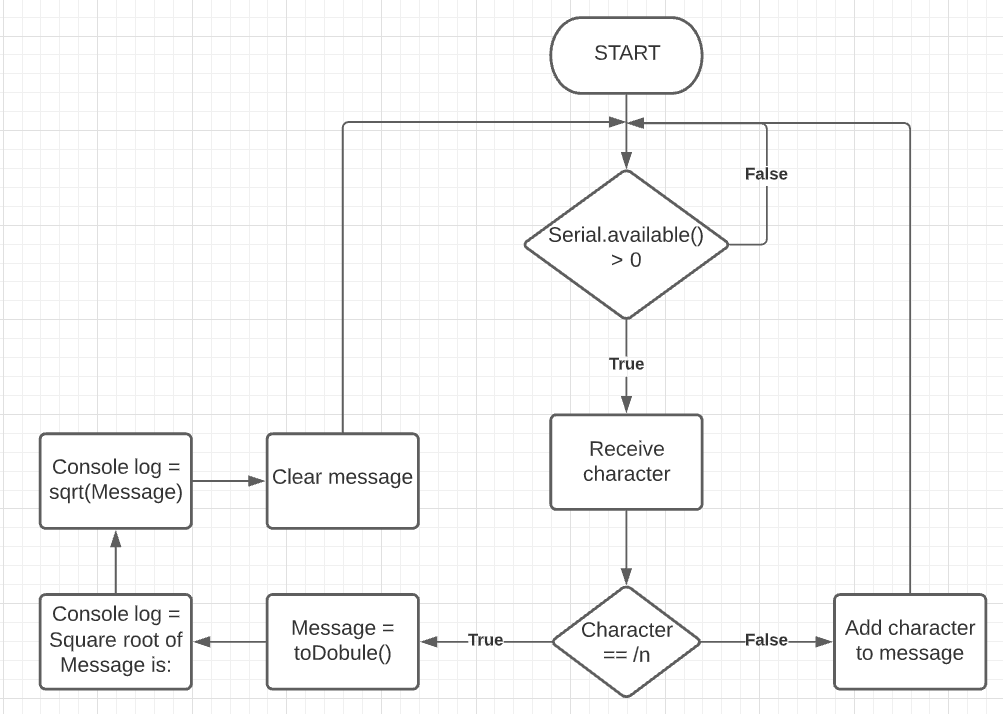 START
False
Serial.available()
> 0
True
Receive
character
Character
== /n
False
Add character
to message
True
Message =
toDobule()
Console log =
Square root of
Message is:
Console log =
sqrt(Message)
Clear message